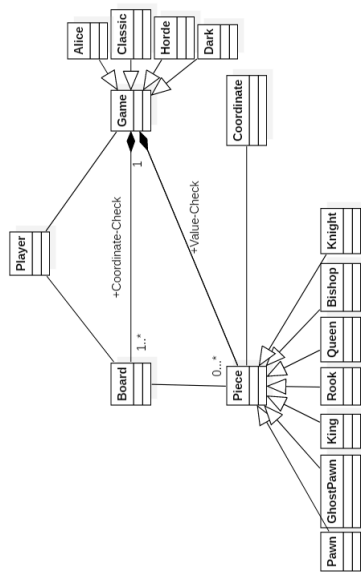 Alice
Classic
Horde
Dark
Game
Coordinate
1
Player
+Coordinate-Check
+Value-Check
1..*
0...*
Board
Piece
Knight
Bishop
Queen
Rook
King
GhostPawn
Pawn